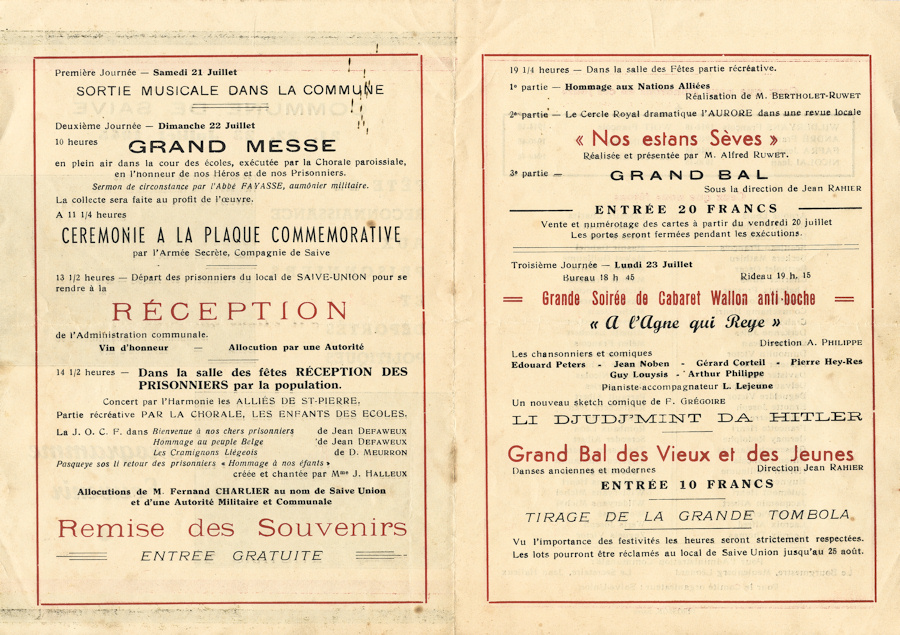 Première Journée — Samedi 21 Juillet
SORTIE MUSICALE DANS LA COMMUNE
Deuxième Journée — Dimanche 22 Juillet
10 heures GRAND MESSE
en plein air dans la cour des écoles, exécutée par la Chorale paroissiale,
en l'honneur de nos Héros et de nos Prisonniers.
Sermon de circonstance par l'Abbé FAYASSE, aumônier militaire.
La collecte sera faite au profit de l'œuvre.
A 11 1/4 heures
CEREMONIE A LA PLAQUE COMMEMORATIVE
par l'Armée Secrète, Compagnie de Saive
13 1/2 heures — Départ des prisonniers du local de SAIVE-UNION pour se
rendre à la
RÉCEPTION
de l'Administration communale.
Vin d'honneur — Allocution par une Autorité
14 1/2 heures — Dans la salle des fêtes RÉCEPTION DES
PRISONNIERS par la population.
Concert par l'Harmonie les ALLIÉS DE ST-PIERRE,
Partie récréative PAR LA CHORALE, LES ENFANTS DES ECOLES,
La J. O. C. F. dans Bienvenue à nos chers prisonniers de Jean DEFAWEUX
Hommage au peuple Belge de Jean DEFAWEUX
Les Cramignons Liégeois de D. MEURRON
Pasqueye sos li retour des prisonniers « Hommage à nos éfants »
créée et chantée par Mme J. HALLEUX
Allocutions de M. Fernand CHARLIER au nom de Saive Union
et d'une Autorité Militaire et Communale
Remise des Souvenirs
ENTREE GRATUITE
19 1/4 heures — Dans la salle des Fêtes partie récréative.
1e partie — Hommage aux Nations Alliées
Réalisation de M. BERTHOLET-RUWET
2e partie — Le Cercle Royal dramatique l'AURORE dans une revue locale
« Nos estans Sèves »
Réalisée et présentée par M. Alfred RUWET.
3e partie — GRAND BAL
Sous la direction de Jean RAHIER
ENTRÉE 20 FRANCS
Vente et numérotage des cartes à partir du vendredi 20 juillet
Les portes seront fermées pendant les exécutions.
Troisième Journée — Lundi 23 Juillet
Bureau 18 h 45 Rideau 19 h. 15
Grande Soirée de Cabaret Wallon anti-boche
« A l'Agne qui Reye »
Direction A. PHILIPPE
Les chansonniers et comiques
Edouard Peters - Jean Noben - Gérard Corteil - Pierre Hey-Res
Guy Louysis - Arthur Philippe
Pianiste-accompagnateur L. Lejeune
Un nouveau sketch comique de F. GRÉGOIRE
LI DJUDJ'MINT DA HITLER
Grand Bal des Vieux et des Jeunes
Danses anciennes et modernes Direction Jean RAHIER
ENTRÉE 10 FRANCS
TIRAGE DE LA GRANDE TOMBOLA
Vu l'importance des festivités les heures seront strictement respectées.
Les lots pourront être réclamés au local de Saive Union jusqu'au 25 août.